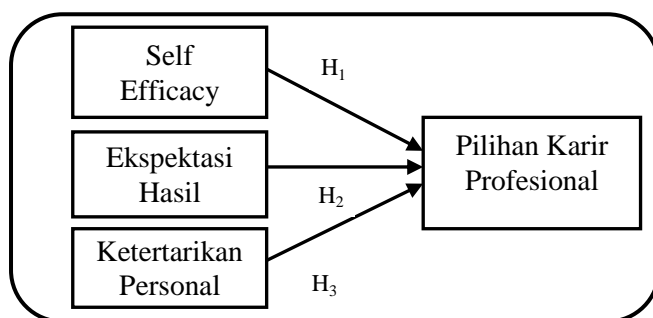 Self
Efficacy
H1
Ekspektasi
Hasil
H2
Ketertarikan
Personal
H3
Pilihan Karir
Profesional